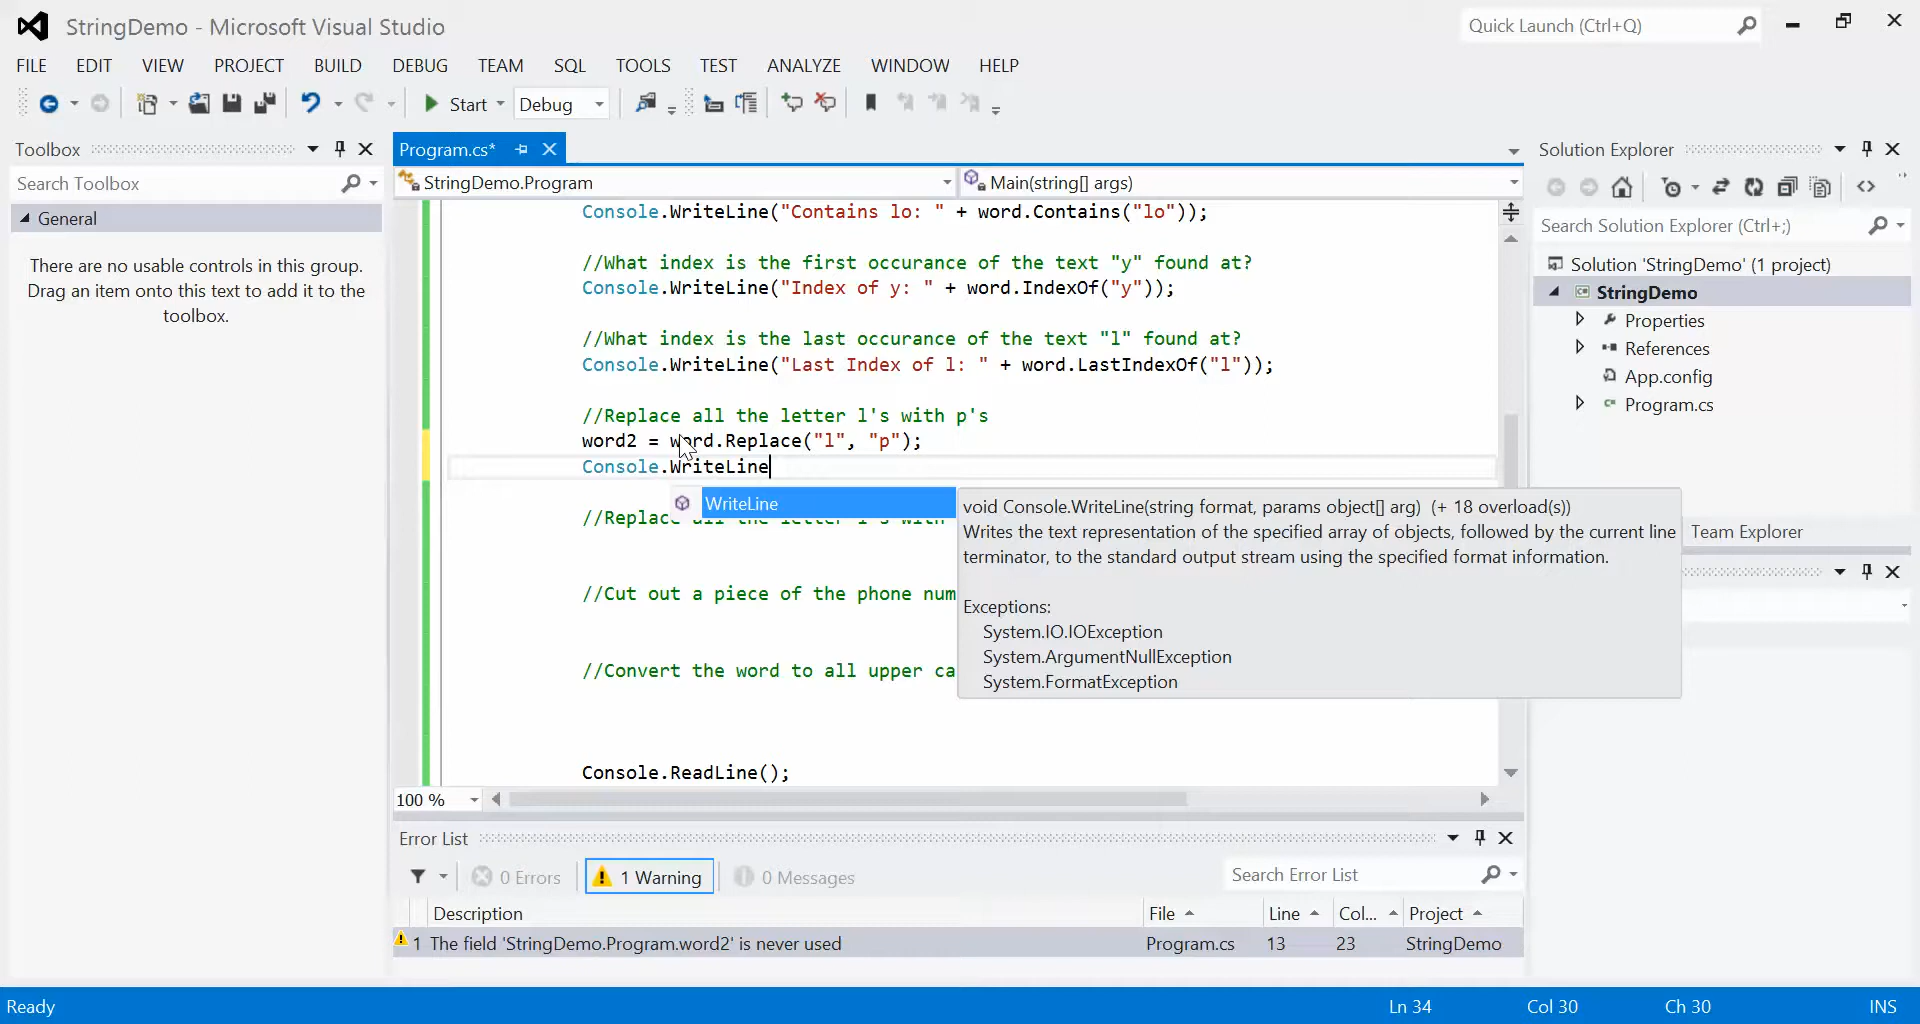 StringDemo - Microsoft Visual Studio
Quick Launch (Ctrl+Q)
FILE EDIT VIEW PROJECT BUILD DEBUG TEAM SQL TOOLS TEST ANALYZE WINDOW HELP
Start Debug
Toolbox
Search Toolbox
General
There are no usable controls in this group.
Drag an item onto this text to add it to the
toolbox.
Program.cs*
StringDemo.Program
Main(string[] args)
Console.WriteLine("Contains lo: " + word.Contains("lo"));
//What index is the first occurance of the text "y" found at?
Console.WriteLine("Index of y: " + word.IndexOf("y"));
//What index is the last occurance of the text "l" found at?
Console.WriteLine("Last Index of l: " + word.LastIndexOf("l"));
//Replace all the letter l's with p's
word2 = word.Replace("l", "p");
Console.WriteLine
WriteLine
void Console.WriteLine(string format, params object[] arg) (+ 18 overload(s))
Writes the text representation of the specified array of objects, followed by the current line
terminator, to the standard output stream using the specified format information.
Exceptions:
System.IO.IOException
System.ArgumentNullException
System.FormatException
//Replace all the letter l's with
//Cut out a piece of the phone num
//Convert the word to all upper ca
Console.ReadLine();
100 %
Solution Explorer
Search Solution Explorer (Ctrl+;)
Solution 'StringDemo' (1 project)
StringDemo
Properties
References
App.config
Program.cs
Team Explorer
Error List
0 Errors 1 Warning 0 Messages
Search Error List
Description File Line Col... Project
1 The field 'StringDemo.Program.word2' is never used Program.cs 13 23 StringDemo
Ready Ln 34 Col 30 Ch 30 INS